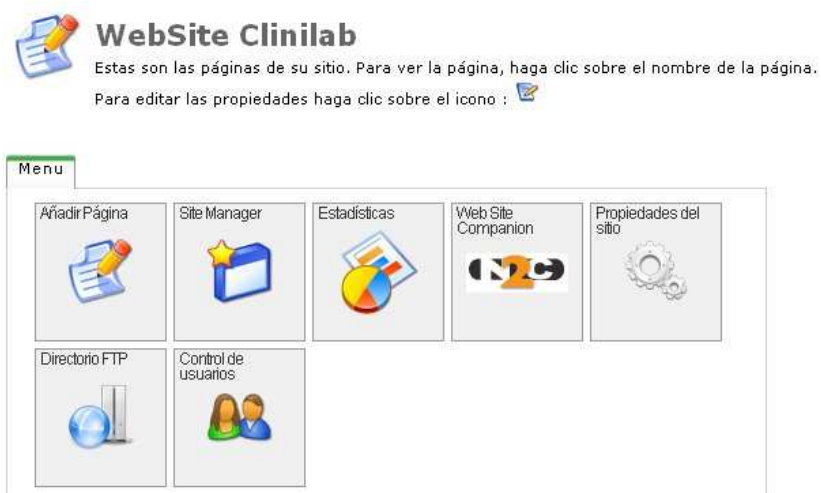 WebSite Clinilab
Estas son las páginas de su sitio. Para ver la página, haga clic sobre el nombre de la página.
Para editar las propiedades haga clic sobre el icono :
Menu
Añadir Página
Site Manager
Estadísticas
Web Site
Companion
N2C
Propiedades del
sitio
Directorio FTP
Control de
usuarios